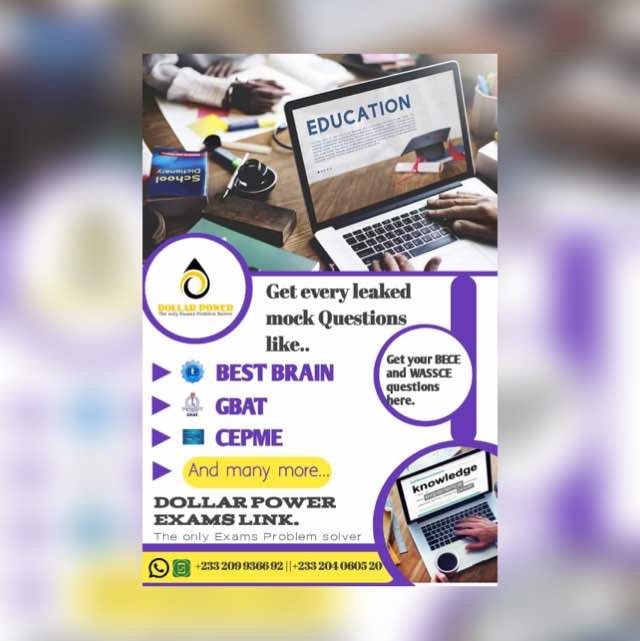 EDUCATION
School
Dictionary
DOLLAR POWER
The only Exams Problem Solver
Get every leaked
mock Questions
like..
BEST BRAIN
GBAT
CEPME
And many more...
Get your BECE
and WASSCE
questions
here.
knowledge
DOLLAR POWER
EXAMS LINK.
The only Exams Problem solver
+233 209 9366 92 ||+233 204 0605 20